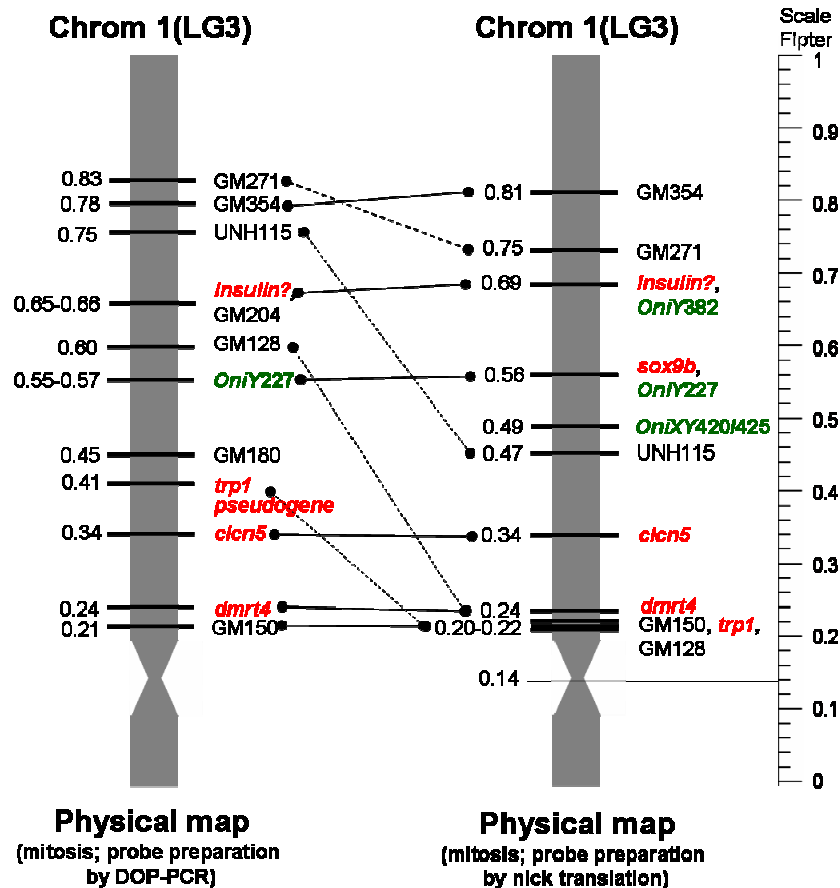 Chrom 1(LG3)
0.83 GM271
0.78 GM354
0.75 UNH115
0.65-0.66 Insulin?,
GM204
0.60 GM128
0.55-0.57 OniY227
0.45 GM180
0.41 trp1
pseudogene
0.34 clcn5
0.24 dmrt4
0.21 GM150
Physical map
(mitosis; probe preparation
by DOP-PCR)
Chrom 1(LG3)
0.81 GM354
0.75 GM271
0.69 Insulin?,
OniY382
0.56 sox9b,
OniY227
0.49 OniXY420/425
0.47 UNH115
0.34 clcn5
0.24 dmrt4
0.20-0.22 GM150, trp1,
GM128
0.14
Physical map
(mitosis; probe preparation
by nick translation)
Scale
Flpter
1
0.9
0.8
0.7
0.6
0.5
0.4
0.3
0.2
0.1
0